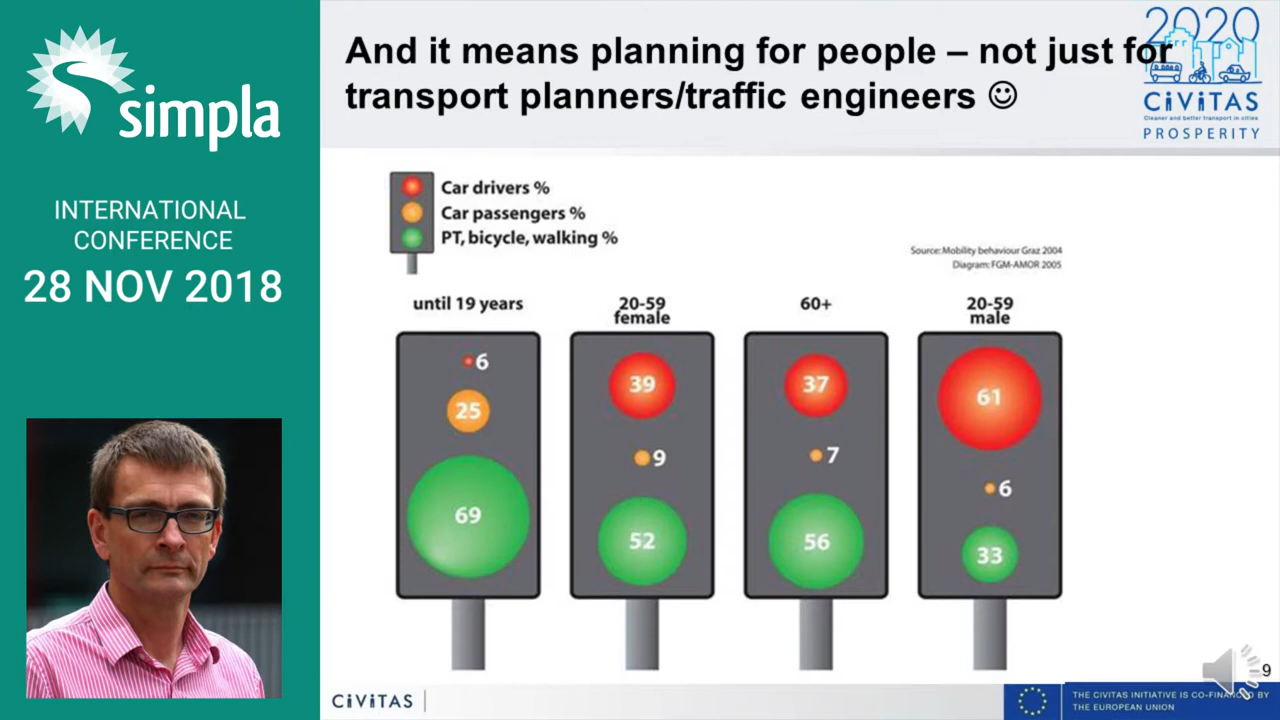 simpla
INTERNATIONAL
CONFERENCE
28 NOV 2018
And it means planning for people – not just for
transport planners/traffic engineers ☺
2020
CiViTAS
Cleaner and better transport in cities
PROSPERITY
Car drivers %
Car passengers %
PT, bicycle, walking %
Source: Mobility behaviour Graz 2004
Diagram: FGM-AMOR 2005
until 19 years
6
25
69
20-59
female
39
9
52
60+
37
7
56
20-59
male
61
6
33
9
CiViTAS
THE CIVITAS INITIATIVE IS CO-FINANCED BY
THE EUROPEAN UNION